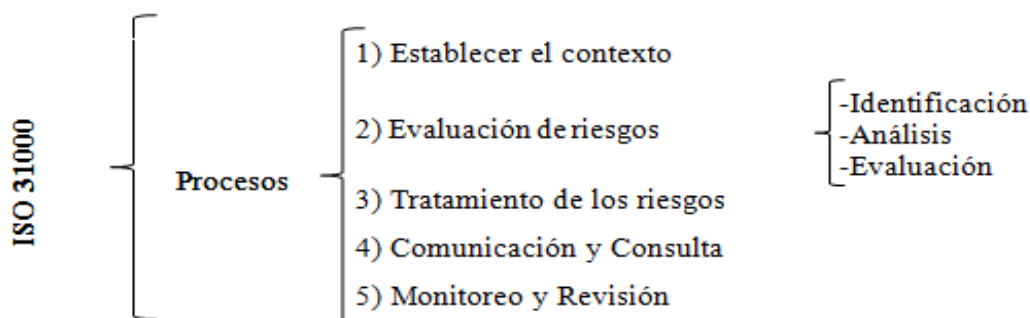 ISO 31000
Procesos
1) Establecer el contexto
2) Evaluación de riesgos
-Identificación
-Análisis
-Evaluación
3) Tratamiento de los riesgos
4) Comunicación y Consulta
5) Monitoreo y Revisión